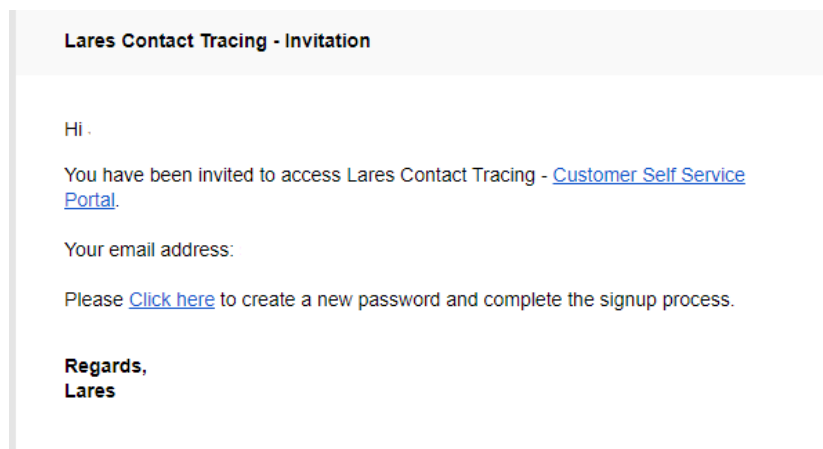 Lares Contact Tracing - Invitation
Hi .
You have been invited to access Lares Contact Tracing - Customer Self Service
Portal.
Your email address:
Please Click here to create a new password and complete the signup process.
Regards,
Lares